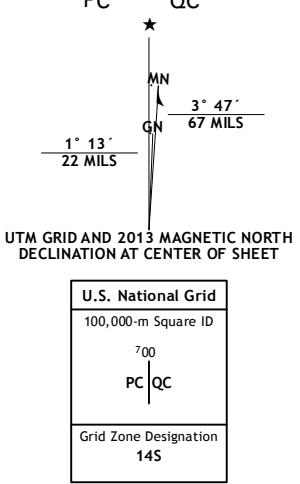 PC QC
★
MN
3° 47´
67 MILS
GN
1° 13´
22 MILS
UTM GRID AND 2013 MAGNETIC NORTH
DECLINATION AT CENTER OF SHEET
U.S. National Grid
100,000-m Square ID
⁷00
PC QC
Grid Zone Designation
14S